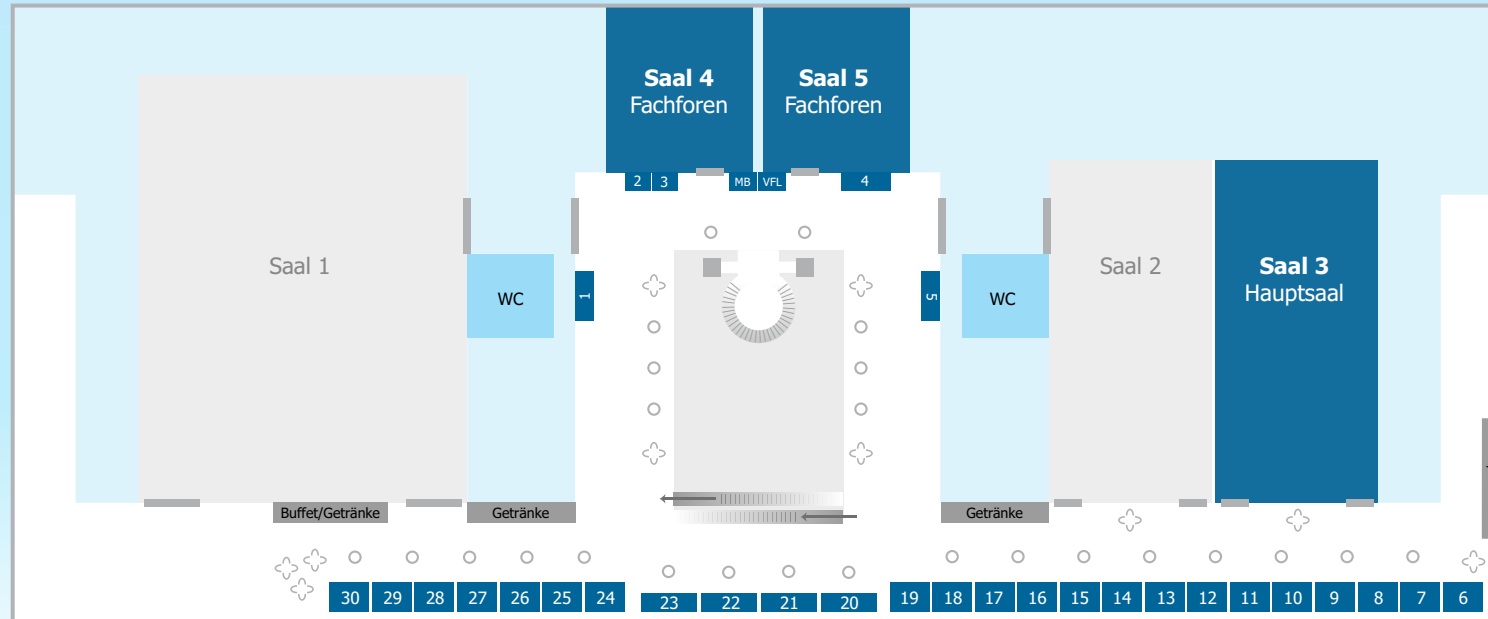 Saal 4
Fachforen
Saal 5
Fachforen
2
3
MB
VFL
4
Saal 1
WC
1
5
WC
Saal 2
Saal 3
Hauptsaal
Buffet/Getränke
Getränke
Getränke
30
29
28
27
26
25
24
23
22
21
20
19
18
17
16
15
14
13
12
11
10
9
8
7
6